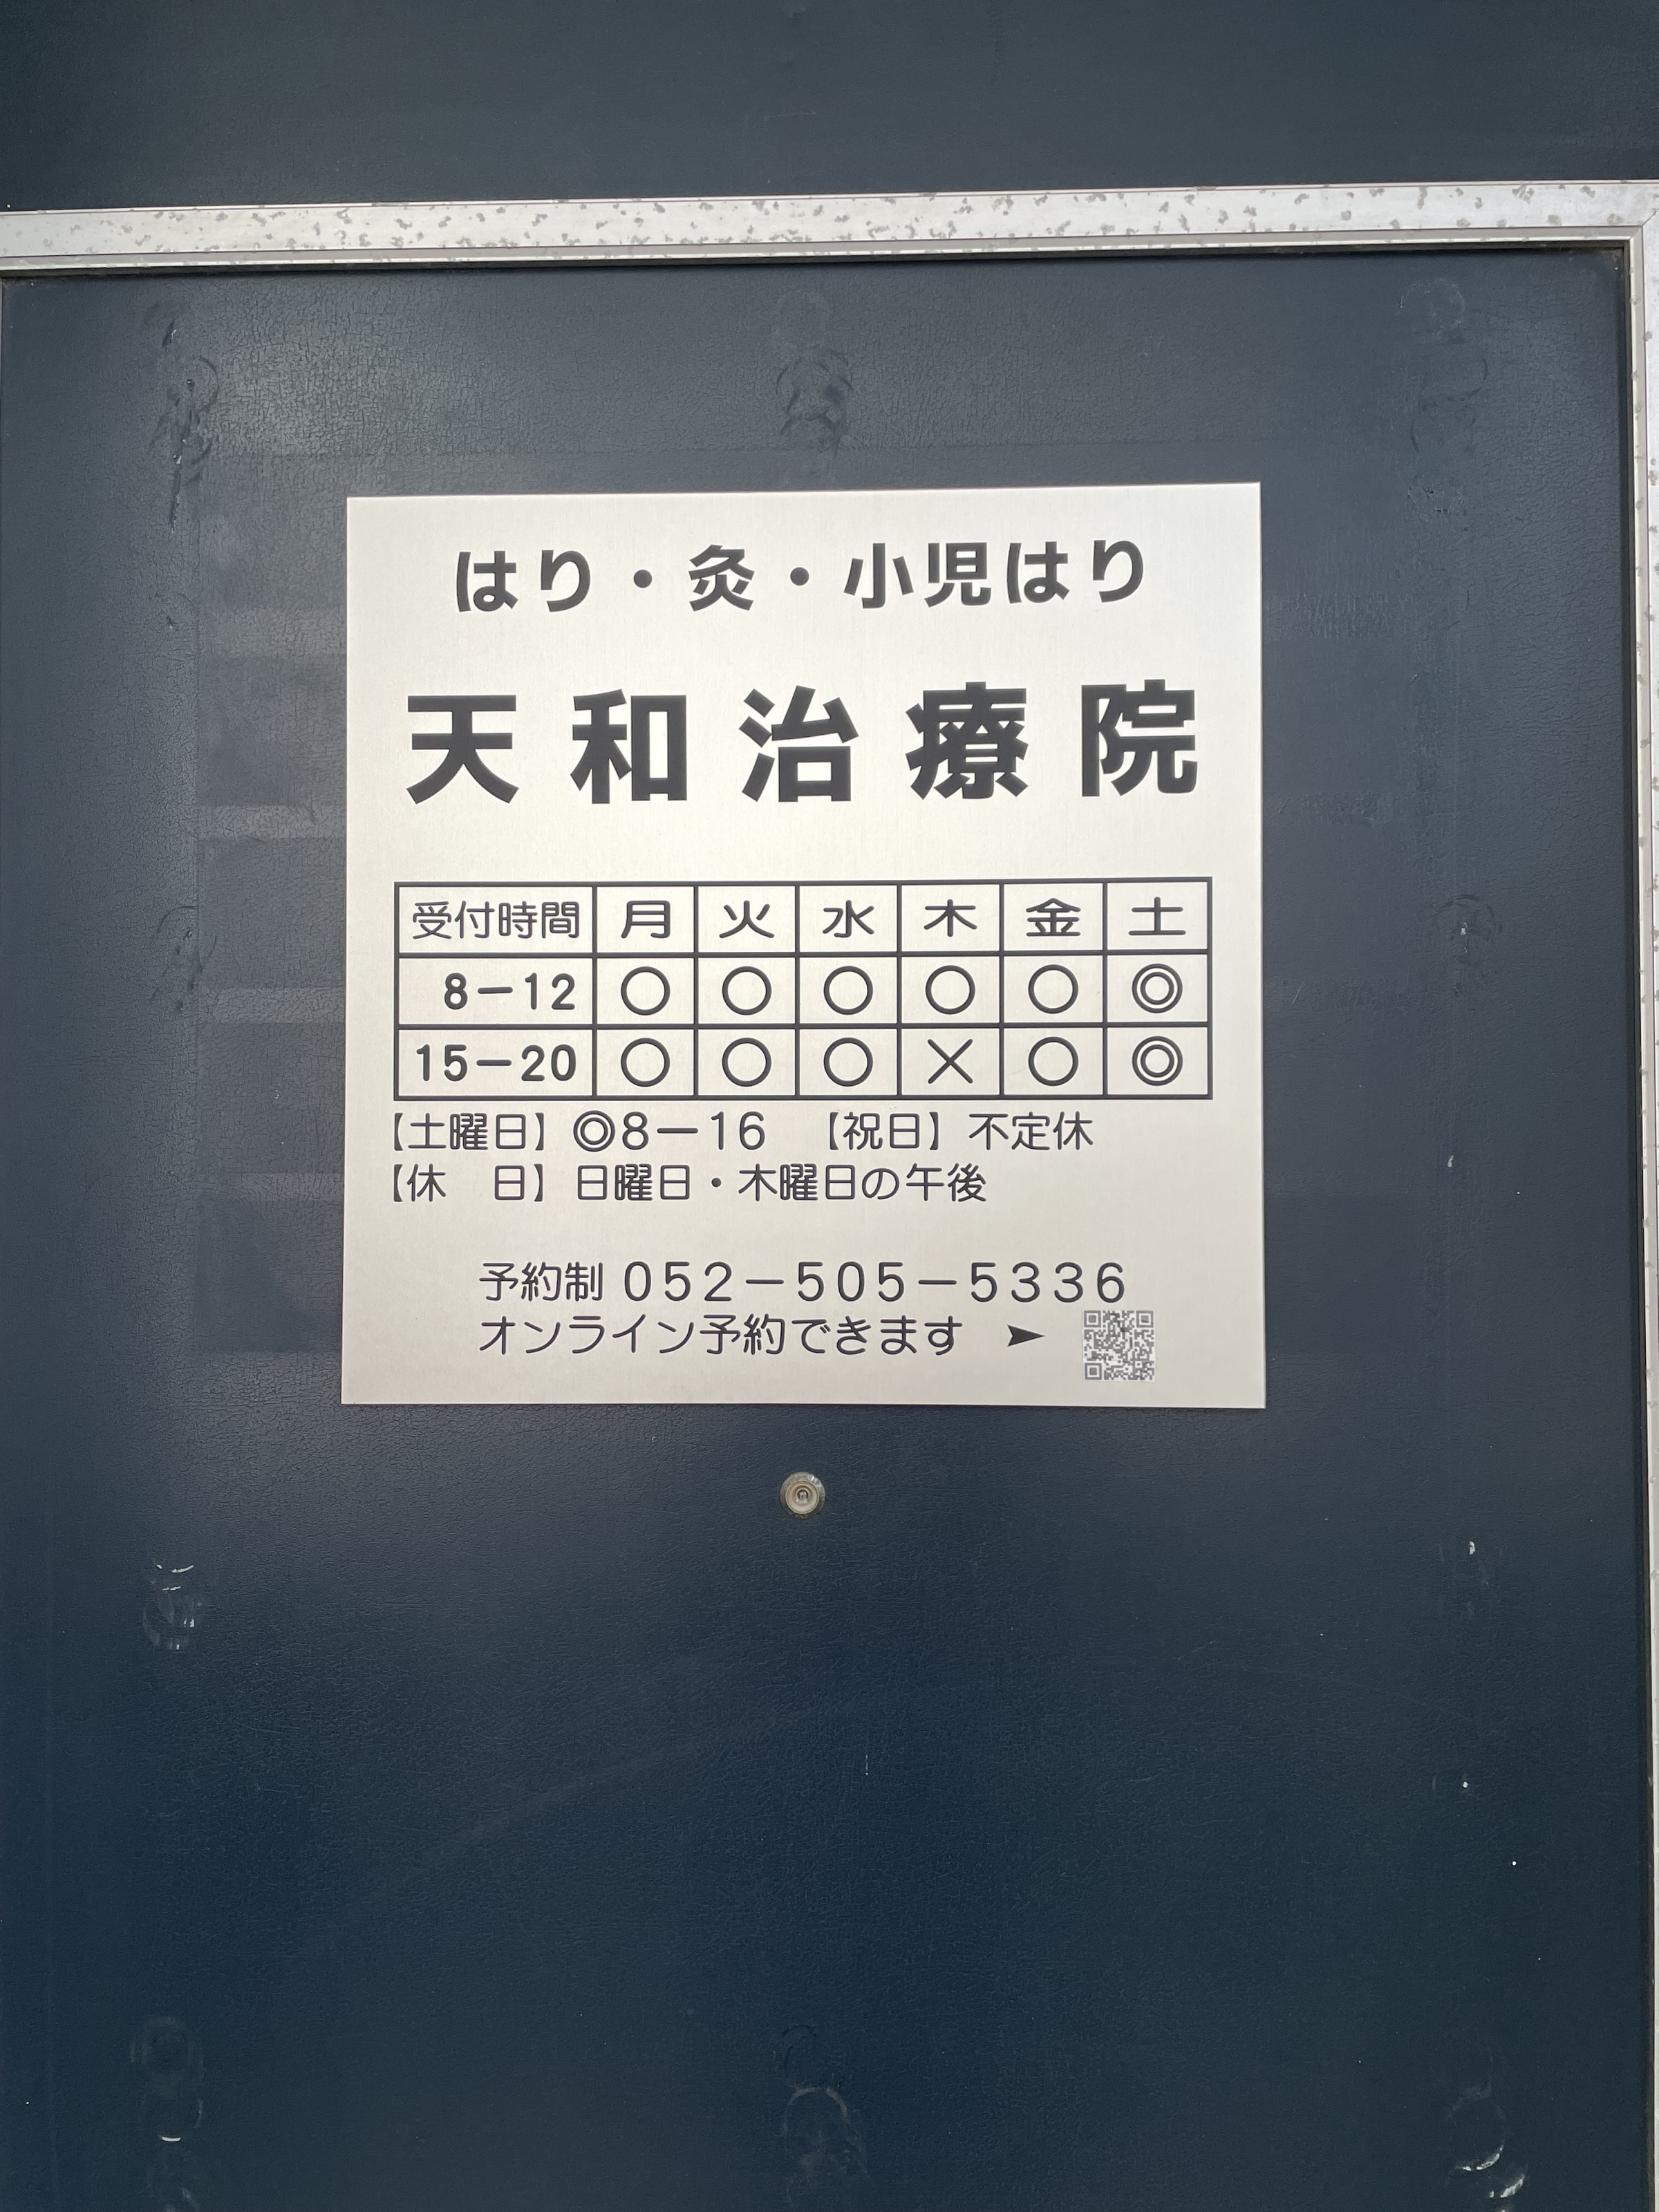 はり・灸・小児はり
天和治療院
受付時間 月 火 水 木 金 土
8−12 ○ ○ ○ ○ ○ ◎
15−20 ○ ○ ○ × ○ ◎
【土曜日】◎8−16 【祝日】不定休
【休　日】日曜日・木曜日の午後
予約制 052−505−5336
オンライン予約できます ➤